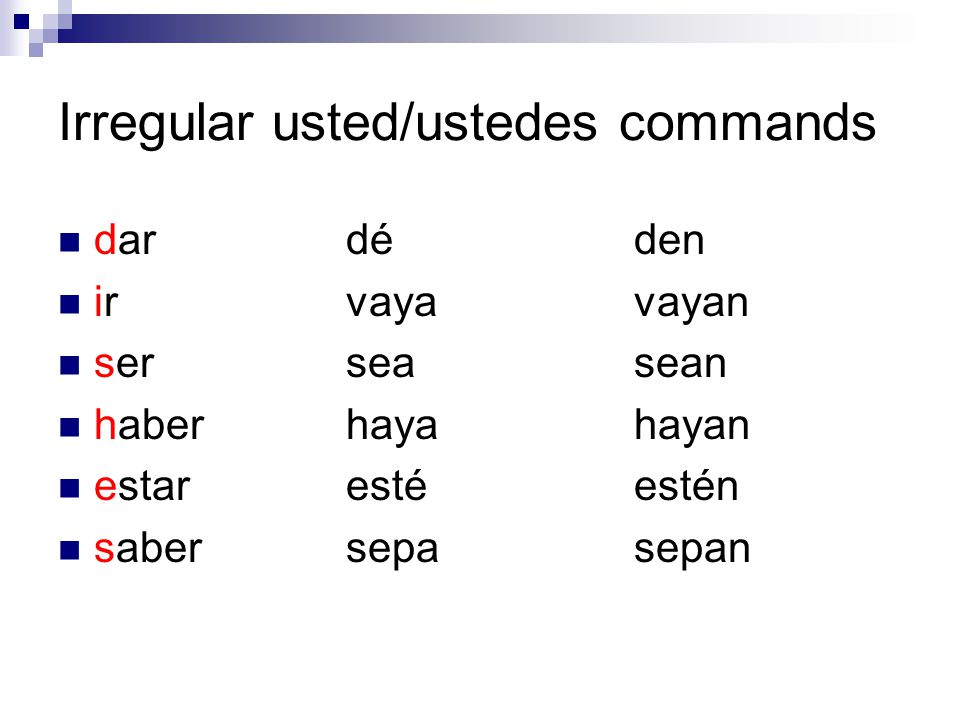 Irregular usted/ustedes commands
dar dé den
ir vaya vayan
ser sea sean
haber haya hayan
estar esté estén
saber sepa sepan